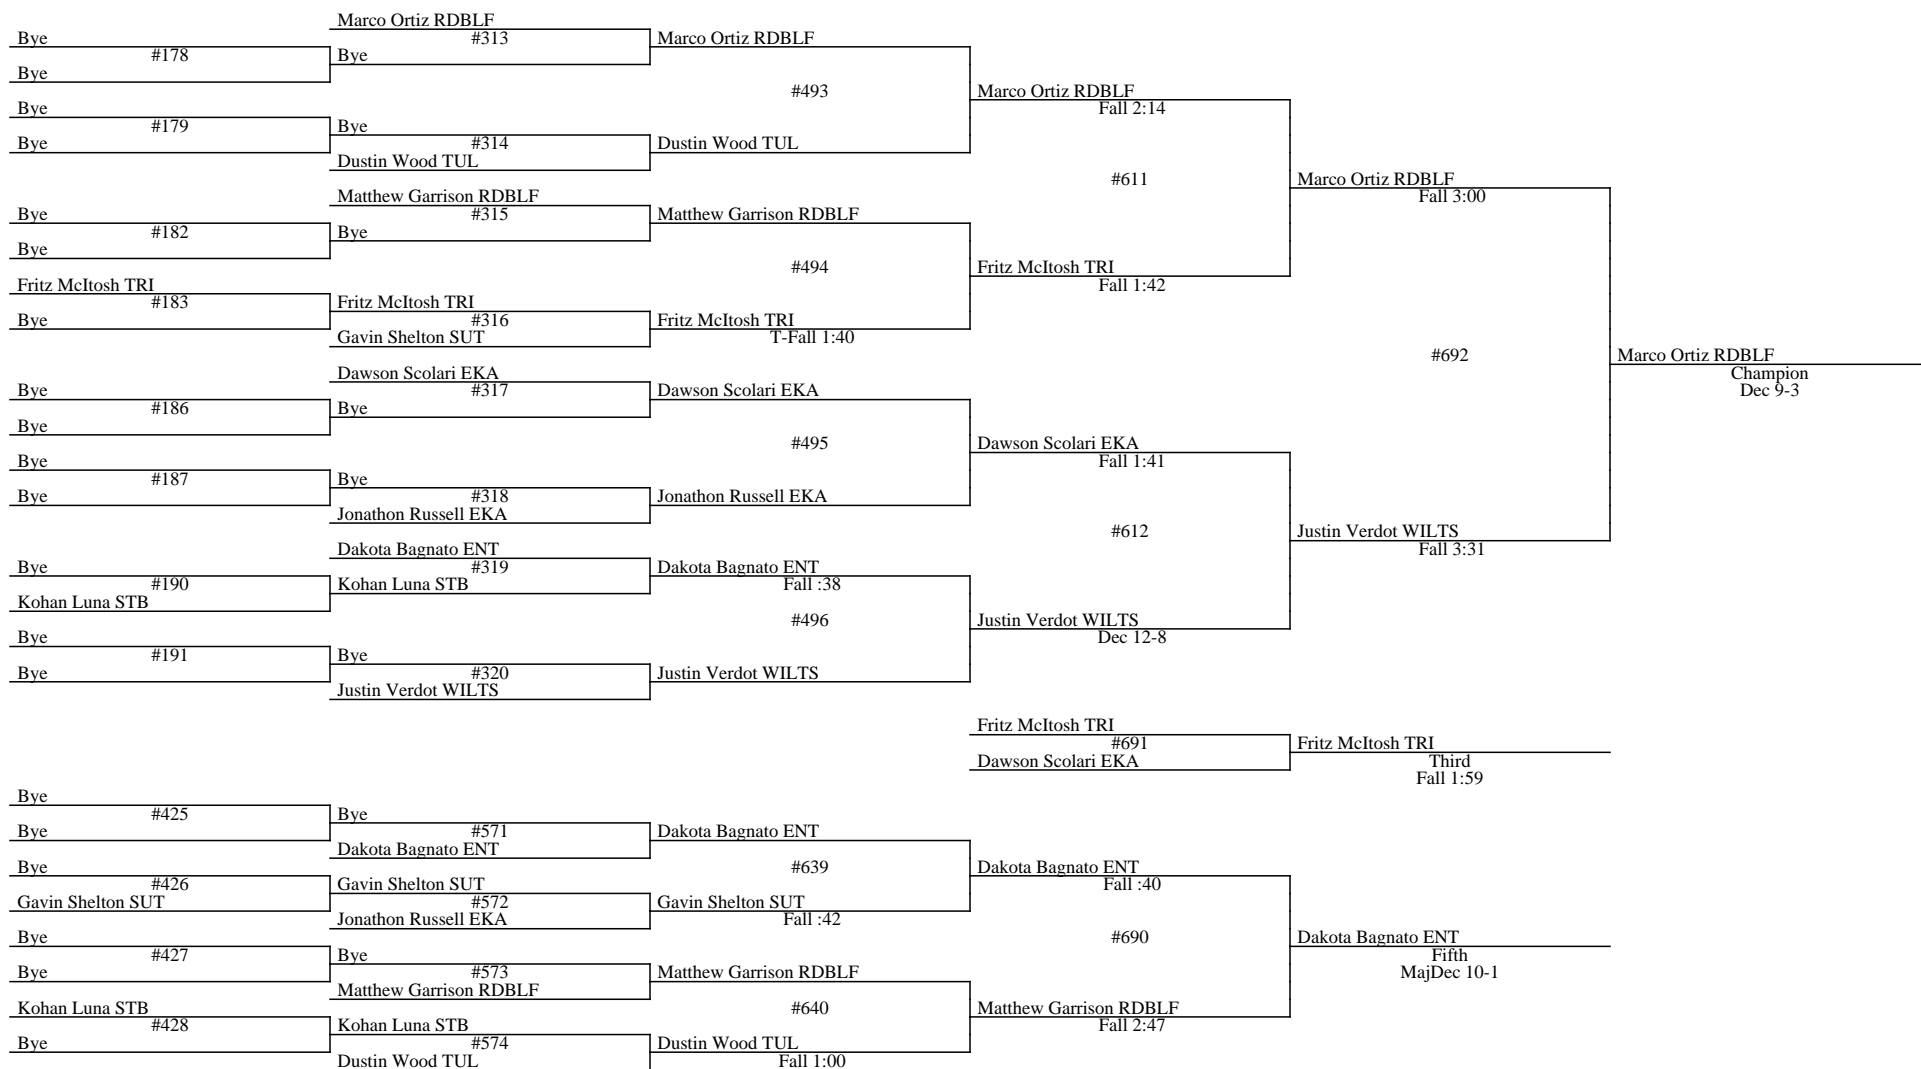 Marco Ortiz RDBLF
Bye
#313
Marco Ortiz RDBLF
#178
Bye
Bye
#493
Marco Ortiz RDBLF
Fall 2:14
Bye
#179
Bye
Bye
#314
Dustin Wood TUL
Dustin Wood TUL
#611
Marco Ortiz RDBLF
Fall 3:00
Matthew Garrison RDBLF
Bye
#315
Matthew Garrison RDBLF
#182
Bye
Bye
#494
Fritz McItosh TRI
Fall 1:42
Fritz McItosh TRI
#183
Fritz McItosh TRI
Bye
#316
Fritz McItosh TRI
Gavin Shelton SUT
T-Fall 1:40
#692
Marco Ortiz RDBLF
Champion
Dec 9-3
Dawson Scolari EKA
Bye
#317
Dawson Scolari EKA
#186
Bye
Bye
#495
Dawson Scolari EKA
Fall 1:41
Bye
#187
Bye
Bye
#318
Jonathon Russell EKA
Jonathon Russell EKA
#612
Justin Verdot WILTS
Fall 3:31
Dakota Bagnato ENT
Bye
#319
Dakota Bagnato ENT
#190
Kohan Luna STB
Fall :38
Kohan Luna STB
#496
Justin Verdot WILTS
Dec 12-8
Bye
#191
Bye
Bye
#320
Justin Verdot WILTS
Justin Verdot WILTS
Fritz McItosh TRI
#691
Fritz McItosh TRI
Dawson Scolari EKA
Third
Fall 1:59
Bye
#425
Bye
Bye
#571
Dakota Bagnato ENT
Dakota Bagnato ENT
Bye
#639
Dakota Bagnato ENT
Fall :40
#426
Gavin Shelton SUT
Gavin Shelton SUT
#572
Gavin Shelton SUT
Jonathon Russell EKA
Fall :42
Bye
#690
Dakota Bagnato ENT
Fifth
MajDec 10-1
#427
Bye
Bye
#573
Matthew Garrison RDBLF
Matthew Garrison RDBLF
Kohan Luna STB
#640
Matthew Garrison RDBLF
Fall 2:47
#428
Kohan Luna STB
Bye
#574
Dustin Wood TUL
Dustin Wood TUL
Fall 1:00